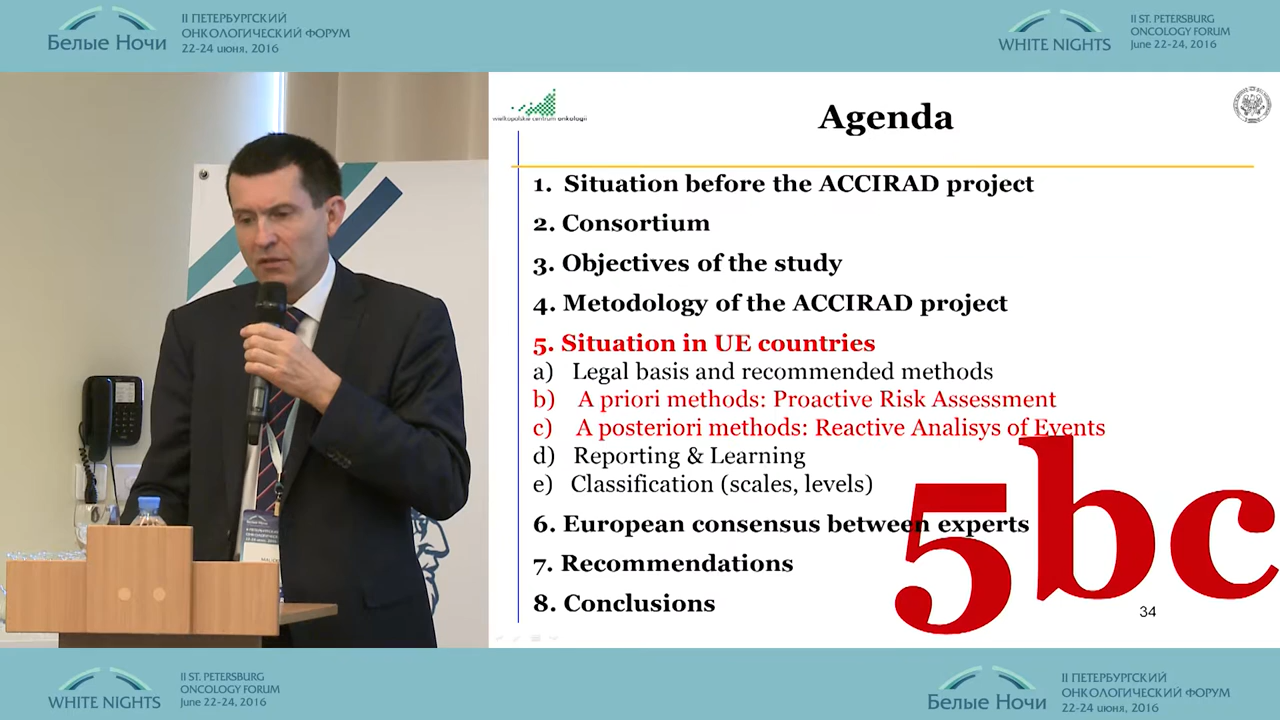 Белые Ночи
II ПЕТЕРБУРГСКИЙ
ОНКОЛОГИЧЕСКИЙ ФОРУМ
22-24 июня, 2016
WHITE NIGHTS
II ST. PETERSBURG
ONCOLOGY FORUM
June 22-24, 2016
wielkopolskie centrum onkologii
Agenda
1. Situation before the ACCIRAD project
2. Consortium
3. Objectives of the study
4. Metodology of the ACCIRAD project
5. Situation in UE countries
a) Legal basis and recommended methods
b) A priori methods: Proactive Risk Assessment
c) A posteriori methods: Reactive Analisys of Events
d) Reporting & Learning
e) Classification (scales, levels)
6. European consensus between experts
7. Recommendations
8. Conclusions
5bc
34
WHITE NIGHTS
II ST. PETERSBURG
ONCOLOGY FORUM
June 22-24, 2016
Белые Ночи
II ПЕТЕРБУРГСКИЙ
ОНКОЛОГИЧЕСКИЙ ФОРУМ
22-24 июня, 2016